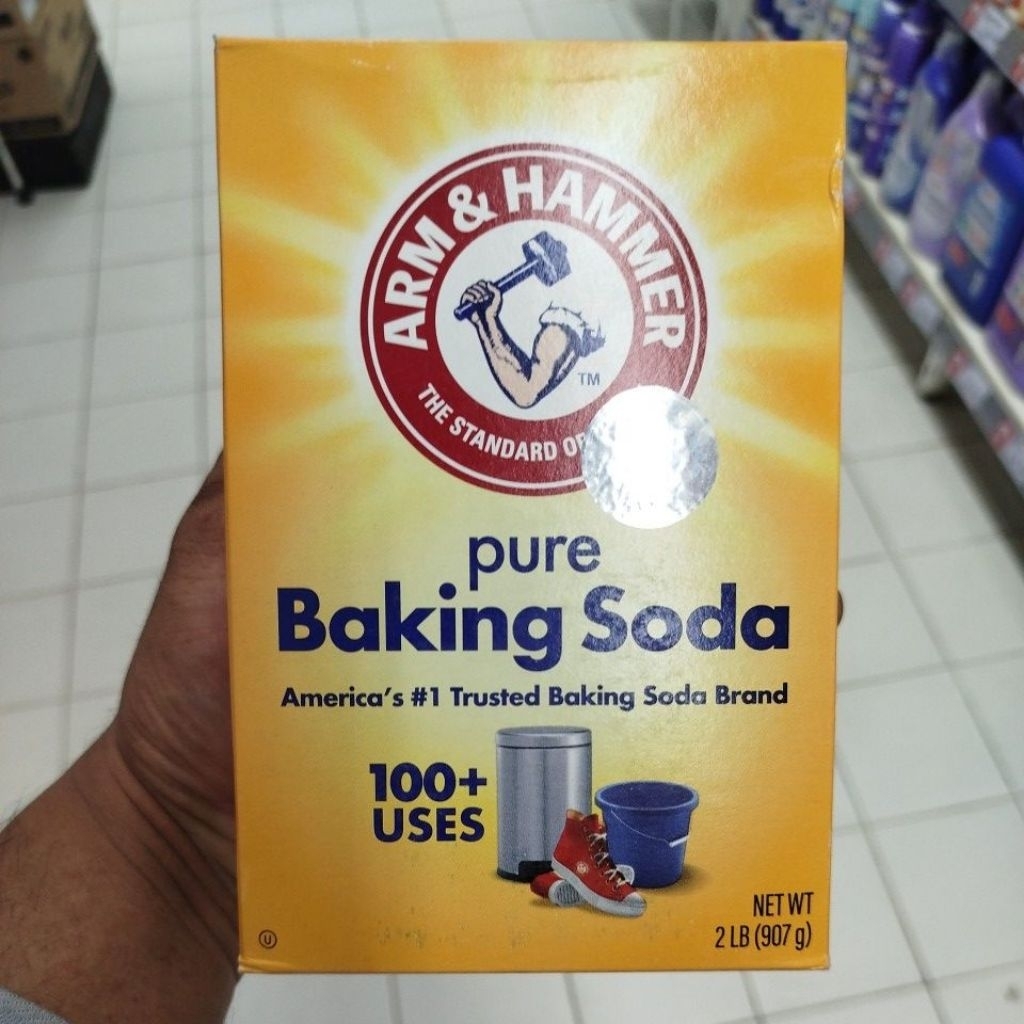 ARM & HAMMER
TM
THE STANDARD OF
pure
Baking Soda
America's #1 Trusted Baking Soda Brand
100+
USES
NET WT
2 LB (907 g)
U